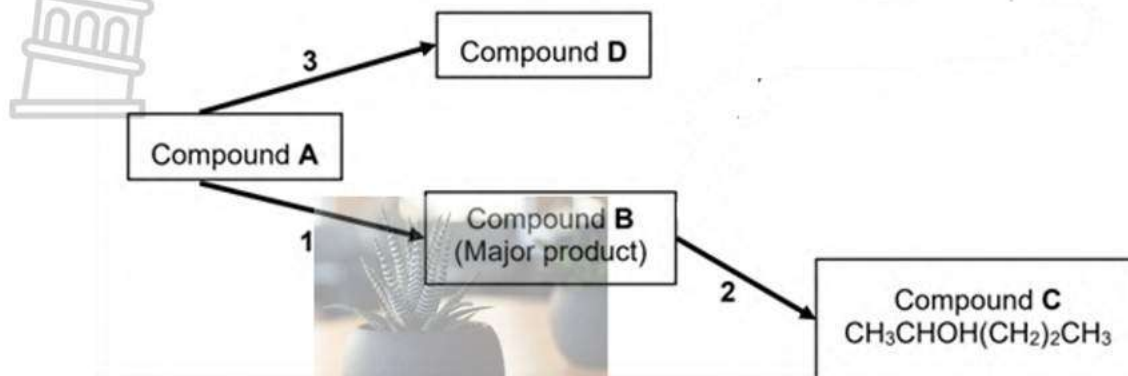 3
Compound D
Compound A
1
Compound B
(Major product)
2
Compound C
CH₃CHOH(CH₂)₂CH₃